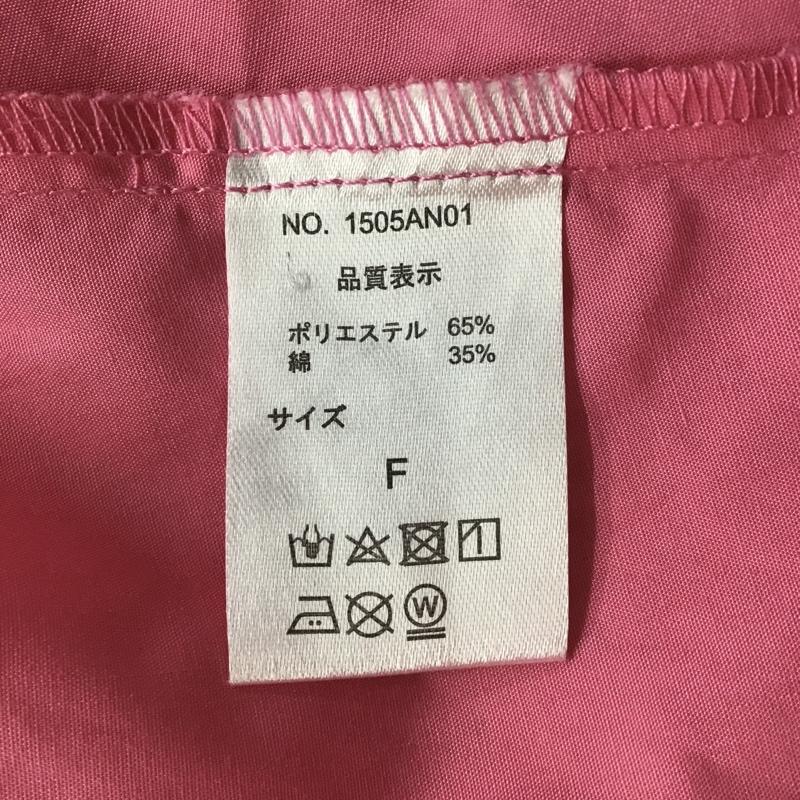 NO. 1505AN01
品質表示
ポリエステル 65%
綿 35%
サイズ
F
W